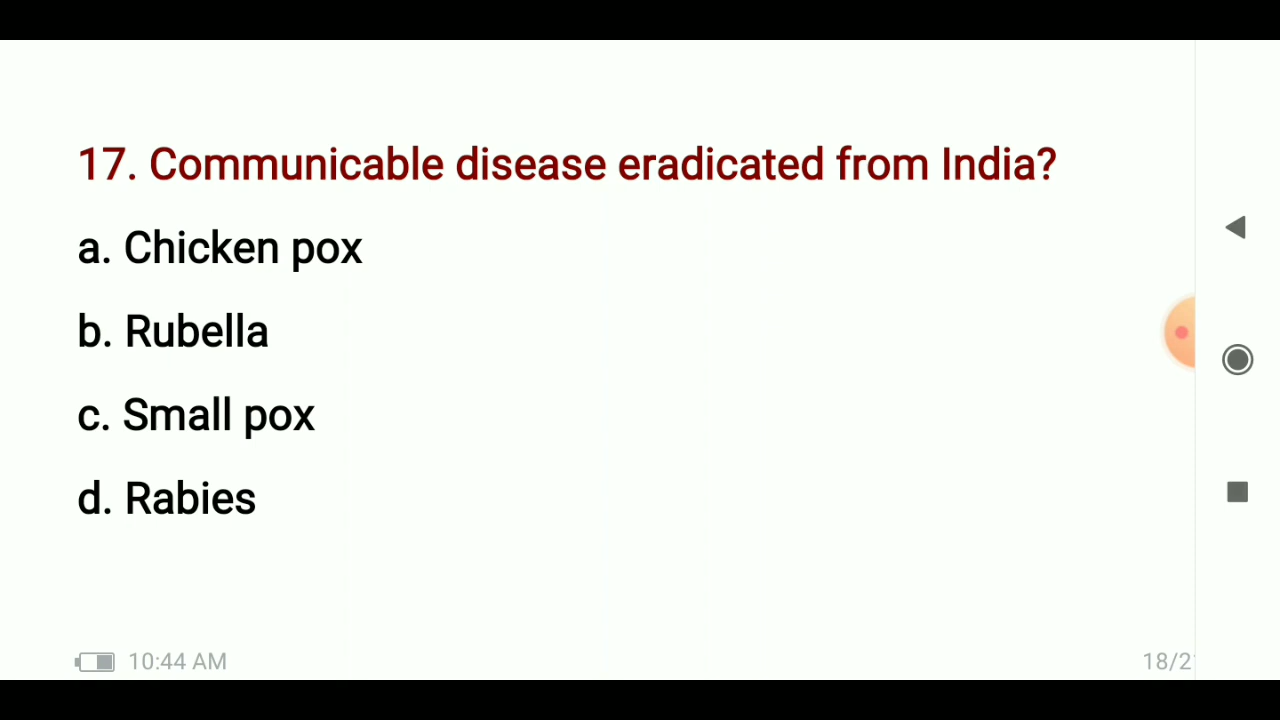 17. Communicable disease eradicated from India?
a. Chicken pox
b. Rubella
c. Small pox
d. Rabies
10:44 AM
18/2